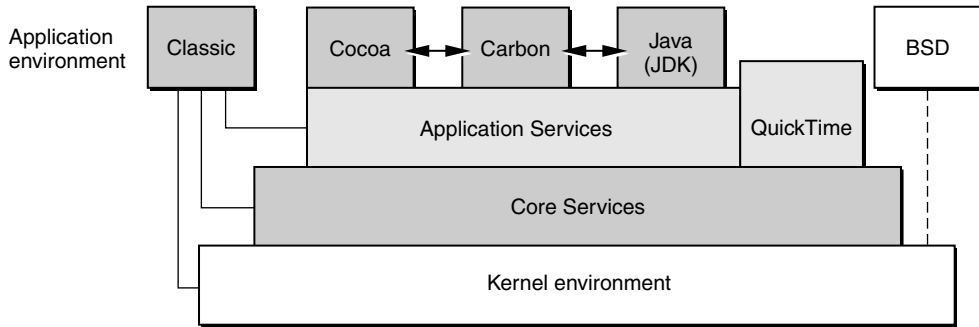 Application
environment
Classic
Cocoa
Carbon
Java
(JDK)
BSD
Application Services
QuickTime
Core Services
Kernel environment